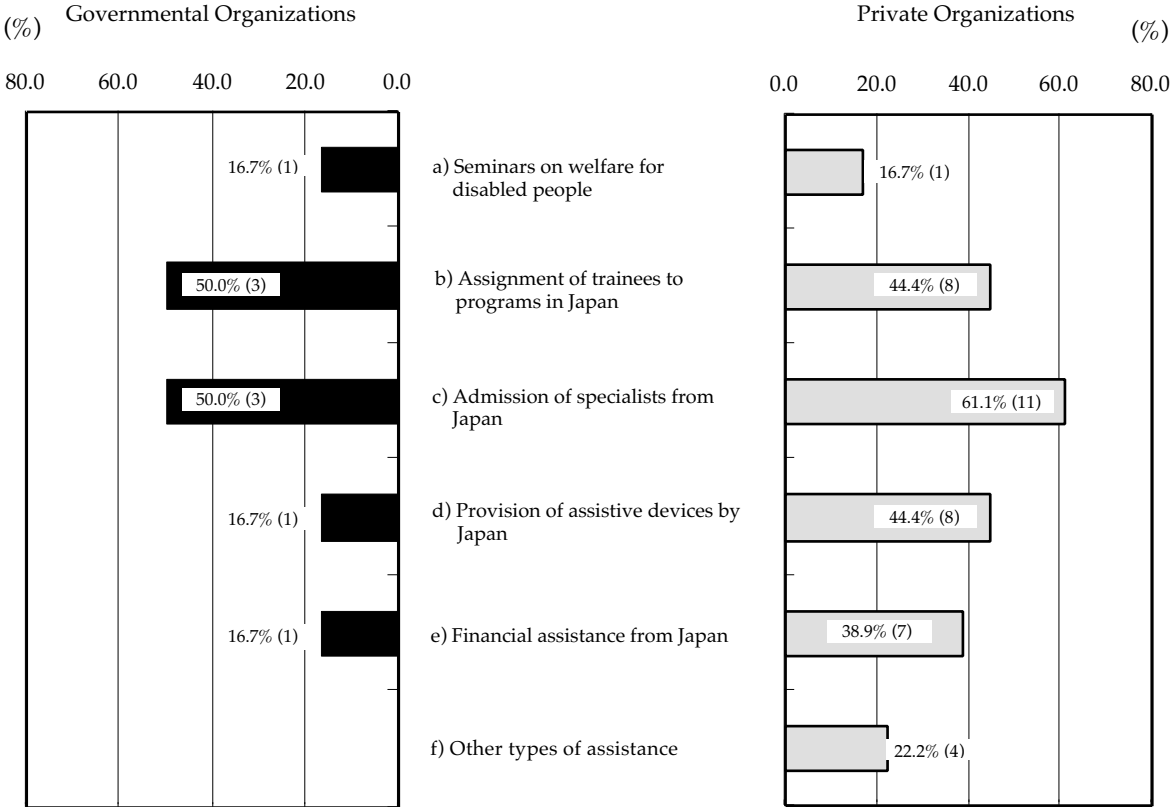 Governmental Organizations
Private Organizations
(%)
(%)
80.0 60.0 40.0 20.0 0.0
0.0 20.0 40.0 60.0 80.0
16.7% (1)
a) Seminars on welfare for
disabled people
16.7% (1)
50.0% (3)
b) Assignment of trainees to
programs in Japan
44.4% (8)
50.0% (3)
c) Admission of specialists from
Japan
61.1% (11)
16.7% (1)
d) Provision of assistive devices by
Japan
44.4% (8)
16.7% (1)
e) Financial assistance from Japan
38.9% (7)
f) Other types of assistance
22.2% (4)